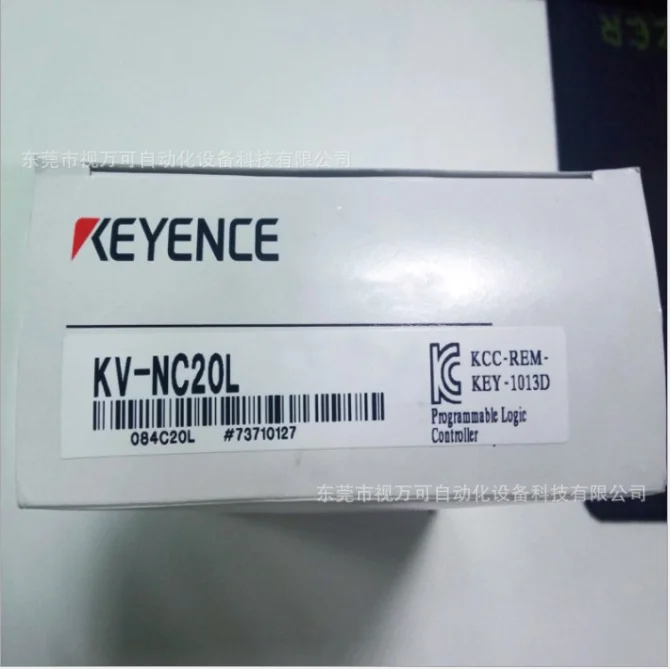 东莞市视万可自动化设备科技有限公司
KEYENCE
KV-NC20L
084C20L #73710127
KCC-REM-
KEY-1013D
Programmable Logic
Controller
东莞市视万可自动化设备科技有限公司